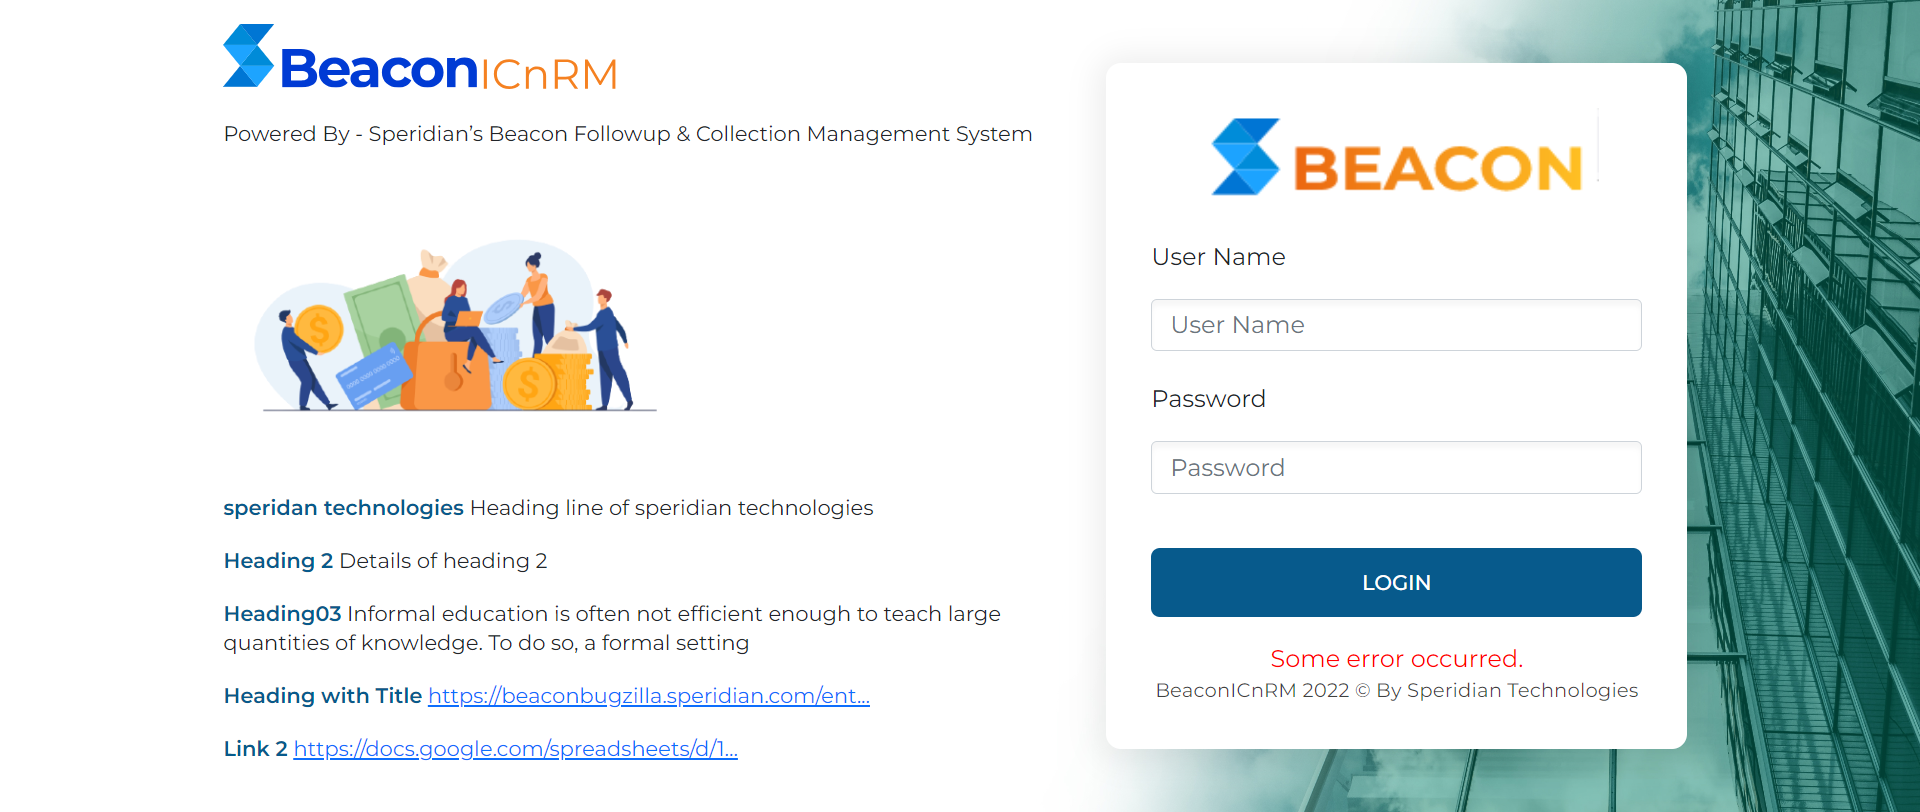 BeaconICnRM
Powered By - Speridian’s Beacon Followup & Collection Management System
speridan technologies Heading line of speridian technologies
Heading 2 Details of heading 2
Heading03 Informal education is often not efficient enough to teach large
quantities of knowledge. To do so, a formal setting
Heading with Title https://beaconbugzilla.speridian.com/ent...
Link 2 https://docs.google.com/spreadsheets/d/1...
BEACON
User Name
User Name
Password
Password
LOGIN
Some error occurred.
BeaconICnRM 2022 © By Speridian Technologies